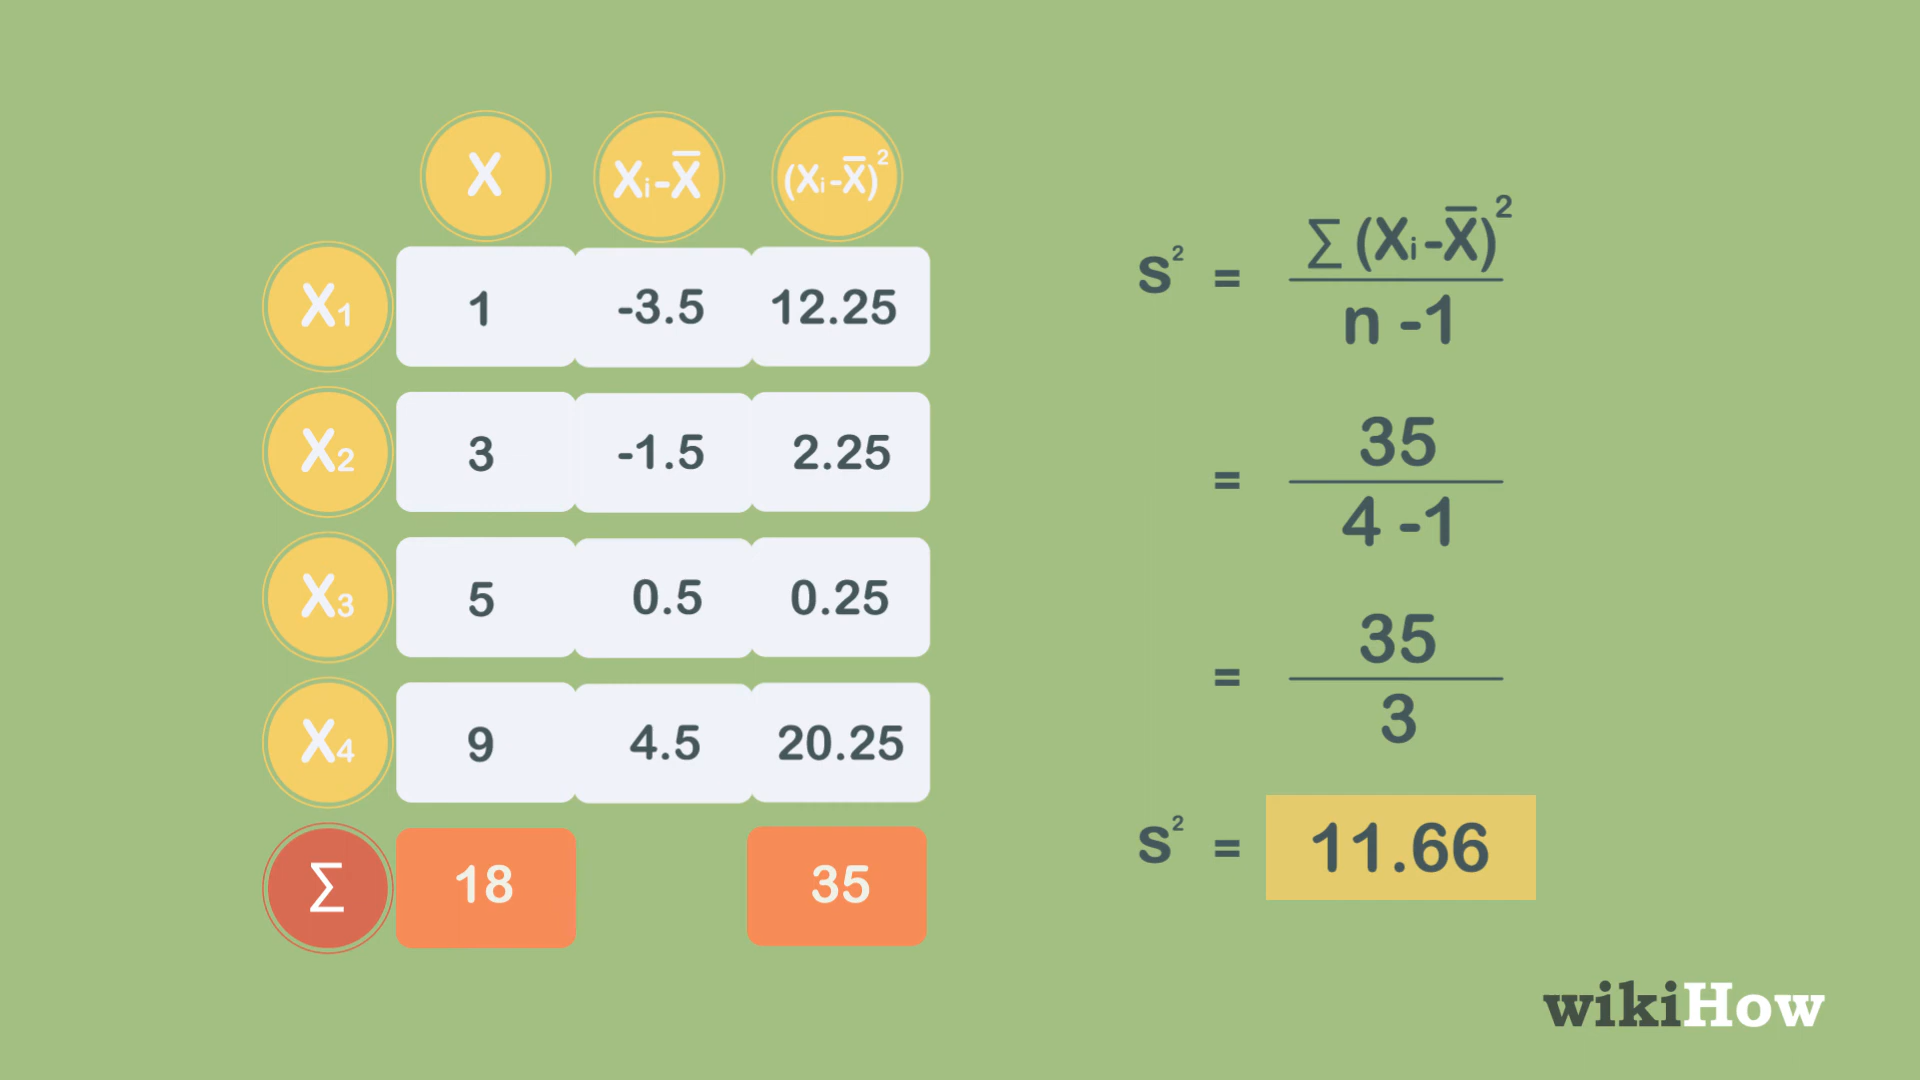 X Xᵢ-X̅ (Xᵢ-X̅)²
X₁ 1 -3.5 12.25
X₂ 3 -1.5 2.25
X₃ 5 0.5 0.25
X₄ 9 4.5 20.25
∑ 18 35
S² = ∑ (Xᵢ-X̅)²
n -1
= 35
4 -1
= 35
3
S² = 11.66
wikiHow